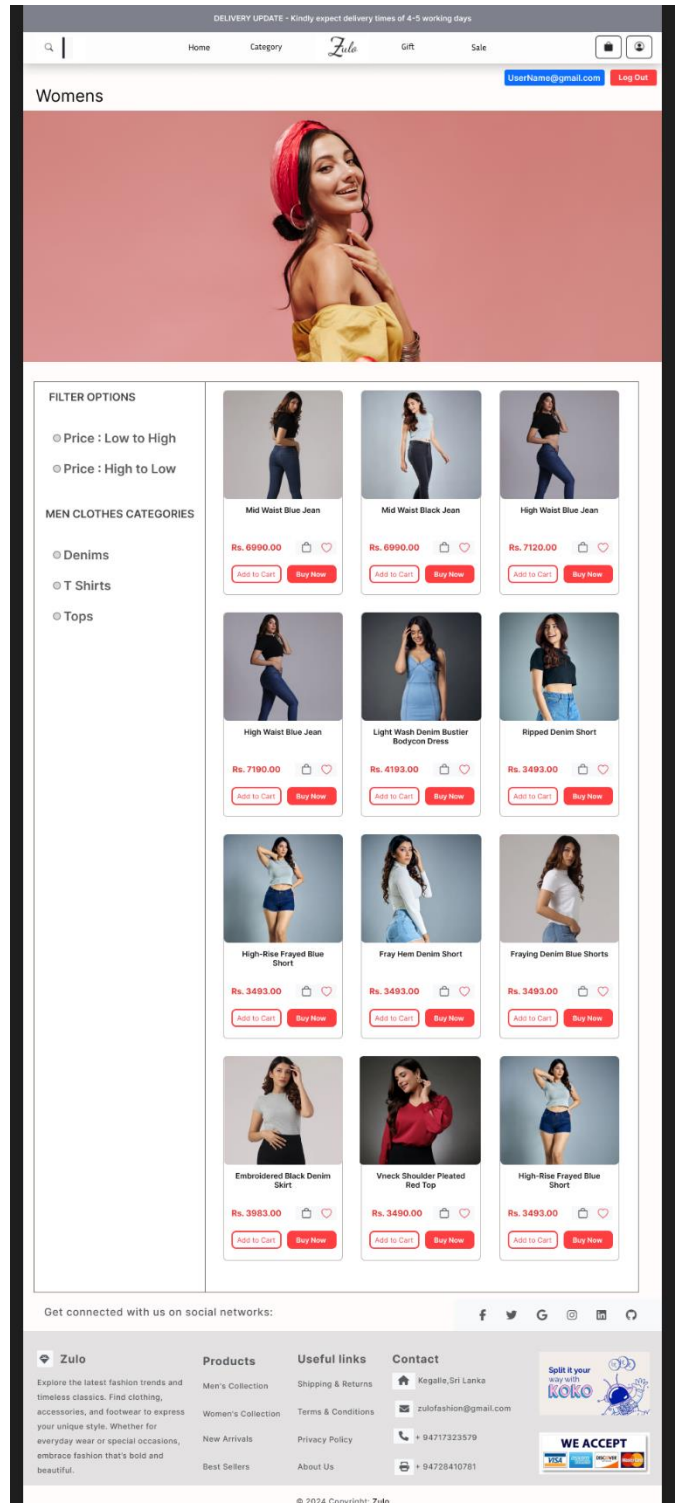 DELIVERY UPDATE - Kindly expect delivery times of 4-5 working days
Home Category Zulo Gift Sale
UserName@gmail.com Log Out
Womens
FILTER OPTIONS
Price : Low to High
Price : High to Low
MEN CLOTHES CATEGORIES
Denims
T Shirts
Tops
Mid Waist Blue Jean
Rs. 6990.00
Add to Cart Buy Now
Mid Waist Black Jean
Rs. 6990.00
Add to Cart Buy Now
High Waist Blue Jean
Rs. 7120.00
Add to Cart Buy Now
High Waist Blue Jean
Rs. 7190.00
Add to Cart Buy Now
Light Wash Denim Bustier
Bodycon Dress
Rs. 4193.00
Add to Cart Buy Now
Ripped Denim Short
Rs. 3493.00
Add to Cart Buy Now
High-Rise Frayed Blue
Short
Rs. 3493.00
Add to Cart Buy Now
Fray Hem Denim Short
Rs. 3493.00
Add to Cart Buy Now
Fraying Denim Blue Shorts
Rs. 3493.00
Add to Cart Buy Now
Embroidered Black Denim
Skirt
Rs. 3983.00
Add to Cart Buy Now
Vneck Shoulder Pleated
Red Top
Rs. 3490.00
Add to Cart Buy Now
High-Rise Frayed Blue
Short
Rs. 3493.00
Add to Cart Buy Now
Get connected with us on social networks:
Zulo
Explore the latest fashion trends and
timeless classics. Find clothing,
accessories, and footwear to express
your unique style. Whether for
everyday wear or special occasions,
embrace fashion that's bold and
beautiful.
Products
Men's Collection
Women's Collection
New Arrivals
Best Sellers
Useful links
Shipping & Returns
Terms & Conditions
Privacy Policy
About Us
Contact
Kegalle,Sri Lanka
zulofashion@gmail.com
+ 94717323579
+ 94728410781
Split it your
way with
KOKO
WE ACCEPT
VISA
© 2024 Copyright: Zulo